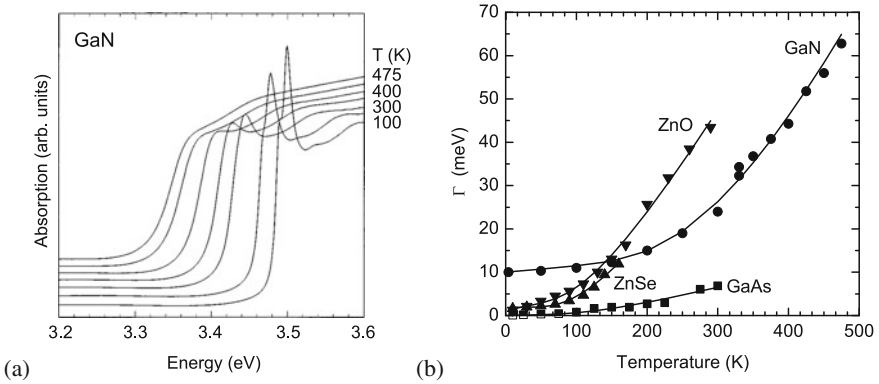 GaN
T (K)
475
400
300
100
Absorption (arb. units)
3.2 3.3 3.4 3.5 3.6
Energy (eV)
(a)
70
60
50
40
30
20
10
0
Γ (meV)
GaN
ZnO
ZnSe
GaAs
0 100 200 300 400 500
Temperature (K)
(b)